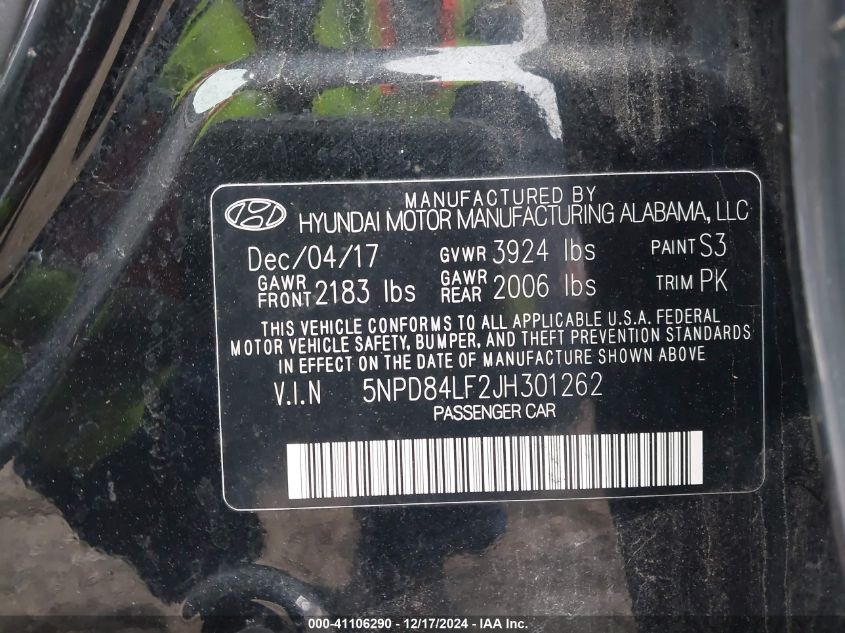 MANUFACTURED BY
HYUNDAI MOTOR MANUFACTURING ALABAMA, LLC
Dec/04/17 GVWR 3924 lbs PAINT S3
GAWR FRONT 2183 lbs GAWR REAR 2006 lbs TRIM PK
THIS VEHICLE CONFORMS TO ALL APPLICABLE U.S.A. FEDERAL
MOTOR VEHICLE SAFETY, BUMPER, AND THEFT PREVENTION STANDARDS
IN EFFECT ON THE DATE OF MANUFACTURE SHOWN ABOVE
V.I.N 5NPD84LF2JH301262
PASSENGER CAR
000-41106290 - 12/17/2024 - IAA Inc.